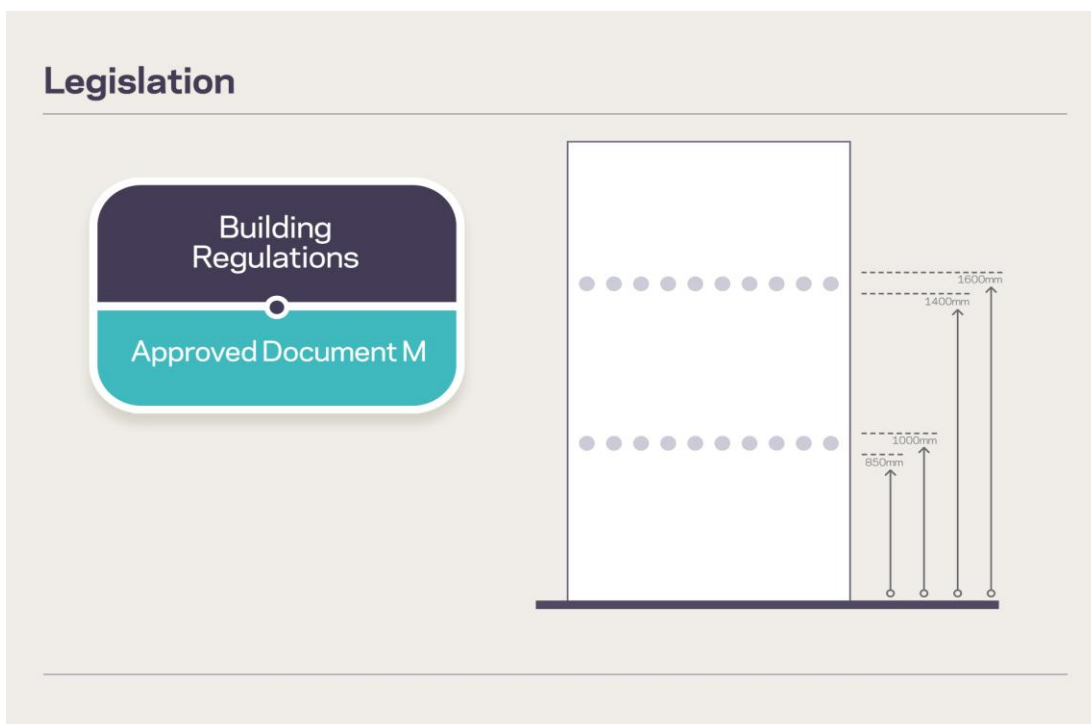 Legislation
Building
Regulations
Approved Document M
1600mm
1400mm
1000mm
850mm